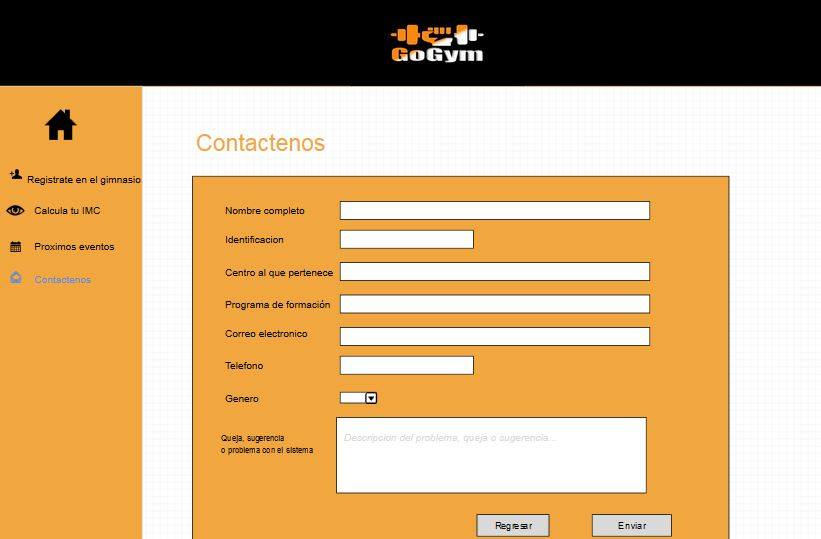 GoGym
Registrate en el gimnasio
Calcula tu IMC
Proximos eventos
Contactenos
Contactenos
Nombre completo
Identificacion
Centro al que pertenece
Programa de formación
Correo electronico
Telefono
Genero
Queja, sugerencia
o problema con el sistema
Descripcion del problema, queja o sugerencia...
Regresar
Enviar